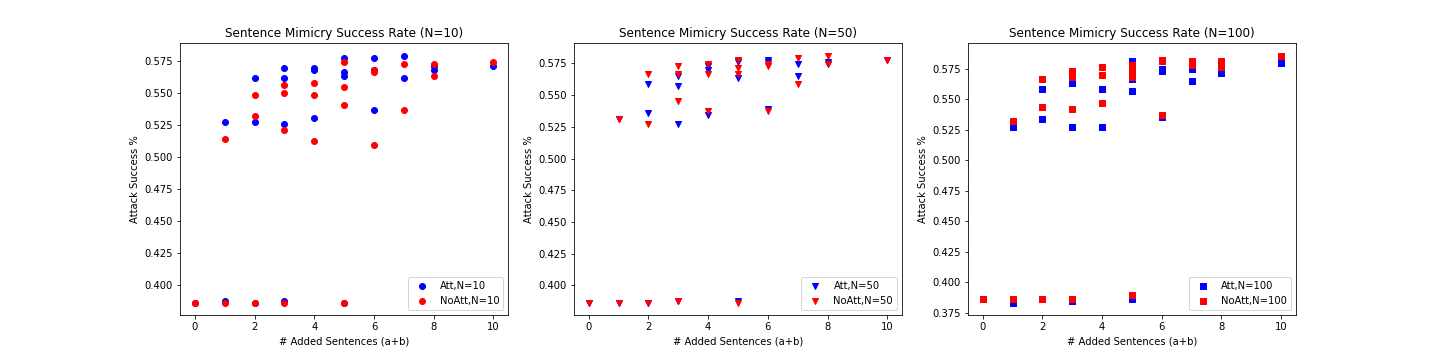 Sentence Mimicry Success Rate (N=10)
Attack Success %
0.575
0.550
0.525
0.500
0.475
0.450
0.425
0.400
0 2 4 6 8 10
# Added Sentences (a+b)
Att,N=10
NoAtt,N=10
Sentence Mimicry Success Rate (N=50)
Attack Success %
0.575
0.550
0.525
0.500
0.475
0.450
0.425
0.400
0 2 4 6 8 10
# Added Sentences (a+b)
Att,N=50
NoAtt,N=50
Sentence Mimicry Success Rate (N=100)
Attack Success %
0.575
0.550
0.525
0.500
0.475
0.450
0.425
0.400
0.375
0 2 4 6 8 10
# Added Sentences (a+b)
Att,N=100
NoAtt,N=100